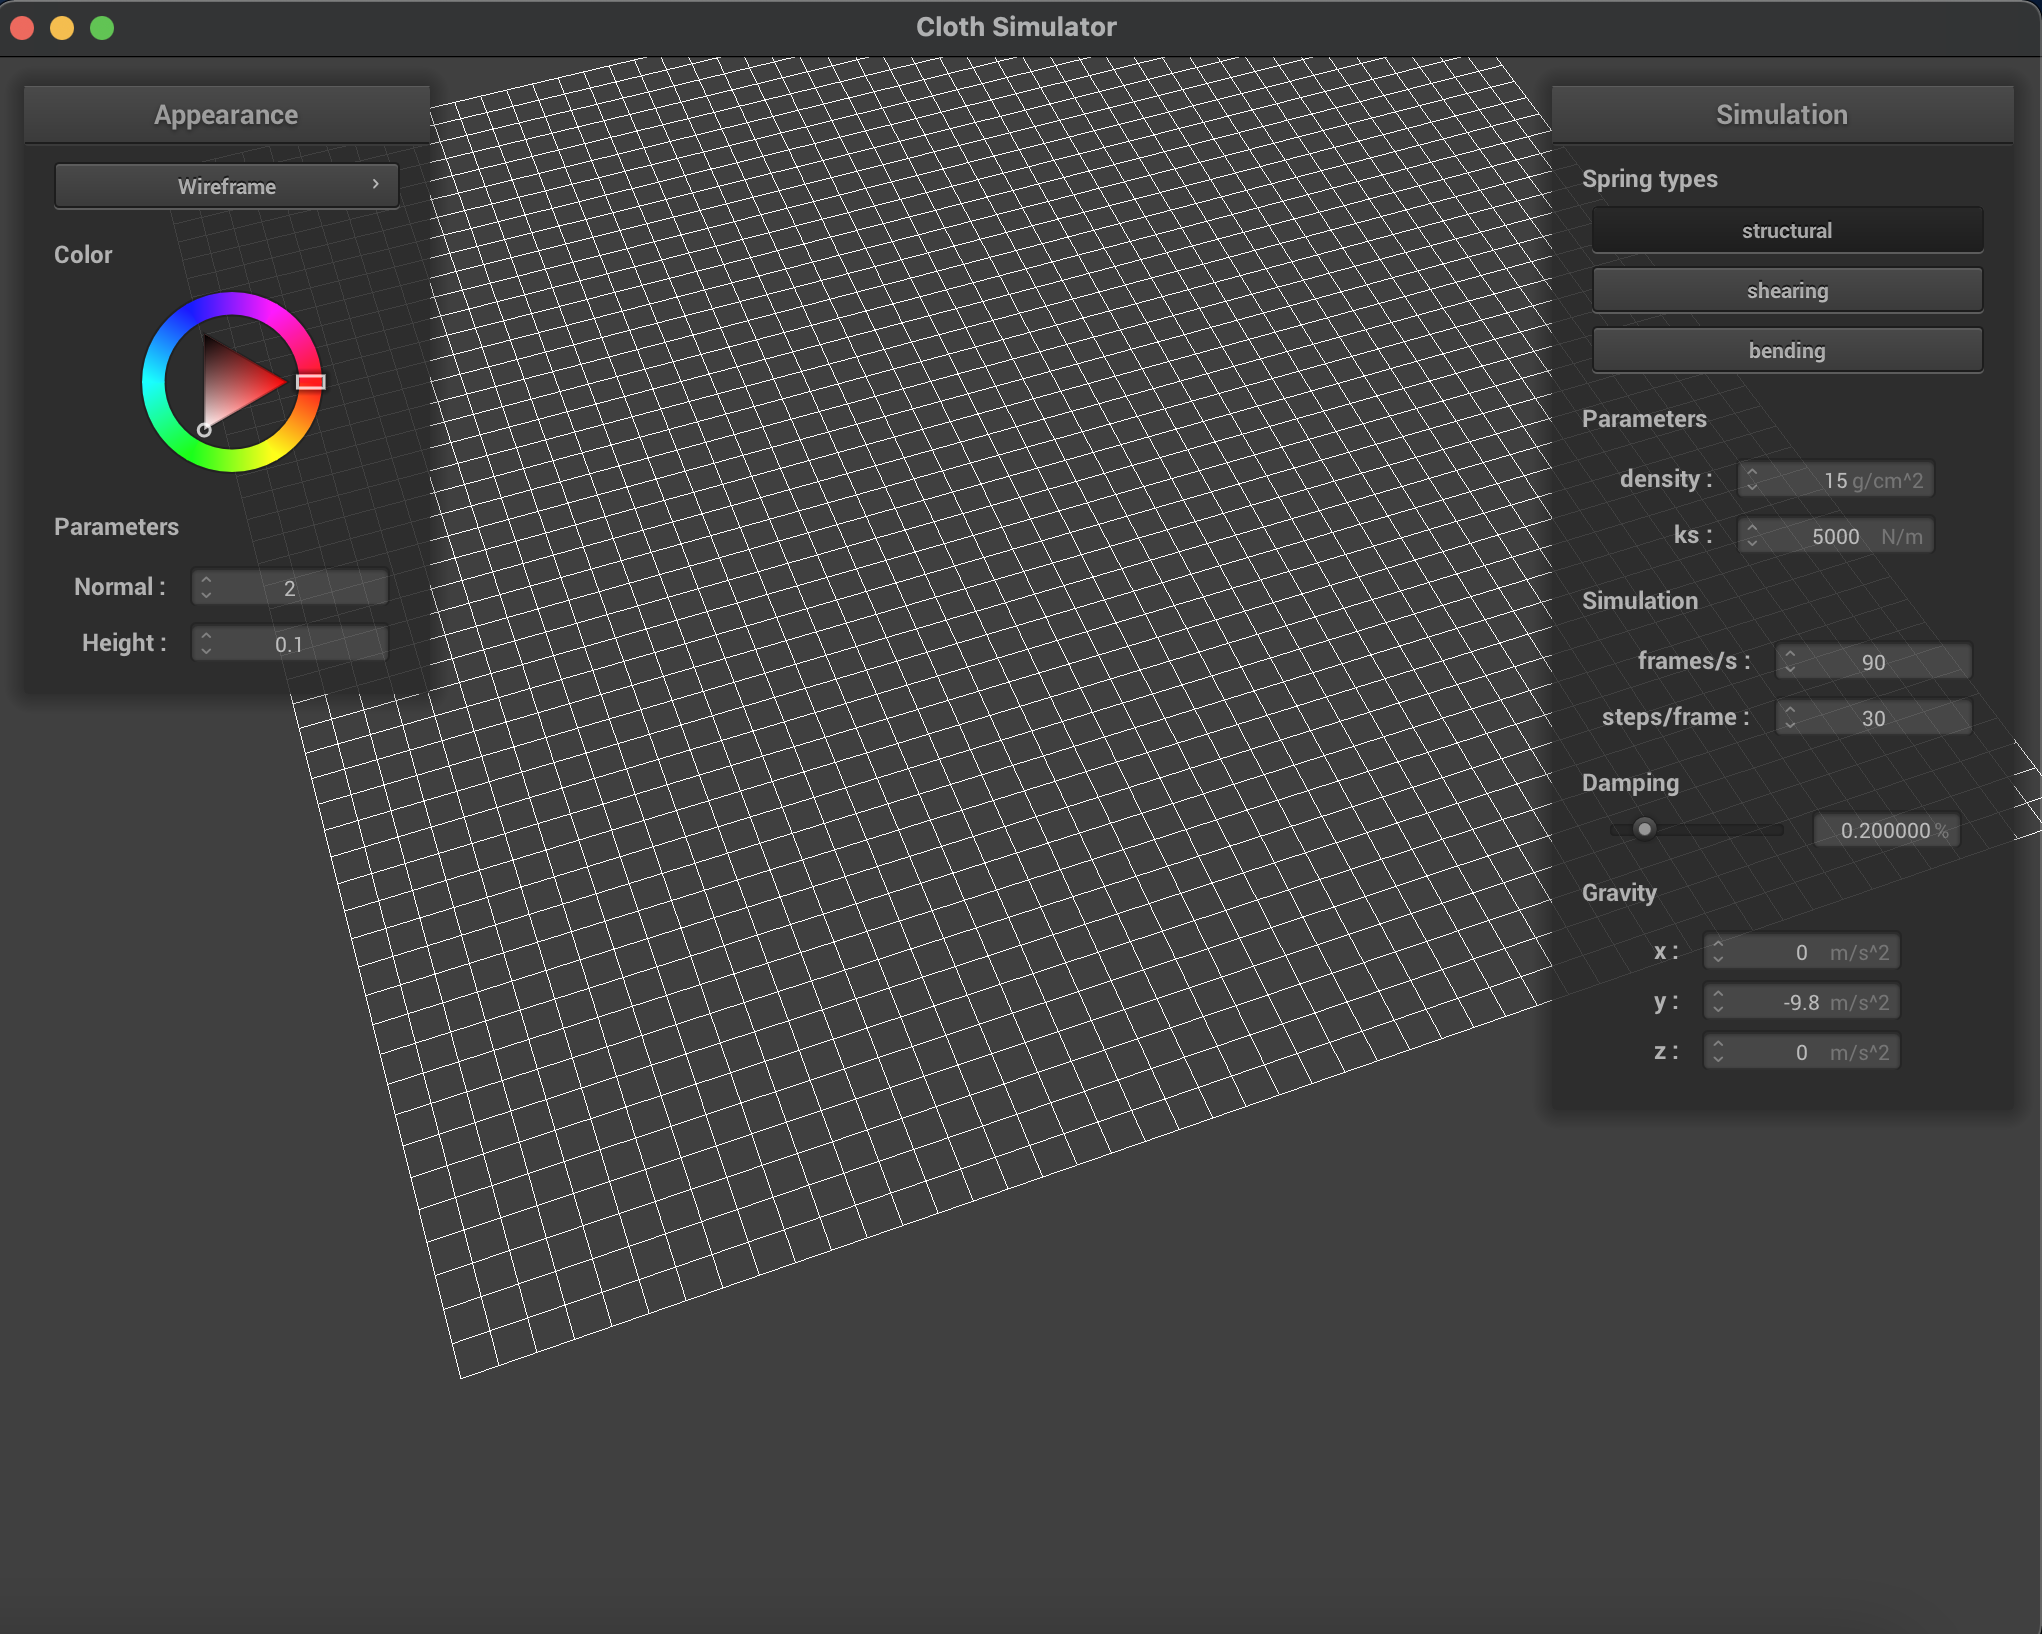 Cloth Simulator
Appearance
Wireframe ›
Color
Parameters
Normal : 2
Height : 0.1
Simulation
Spring types
structural
shearing
bending
Parameters
density : 15 g/cm^2
ks : 5000 N/m
Simulation
frames/s : 90
steps/frame : 30
Damping
0.200000 %
Gravity
x : 0 m/s^2
y : -9.8 m/s^2
z : 0 m/s^2